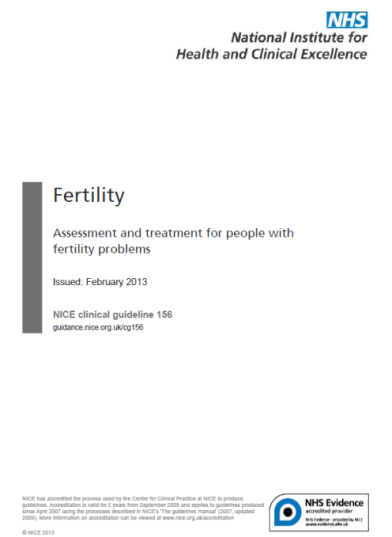 NHS
National Institute for
Health and Clinical Excellence
Fertility
Assessment and treatment for people with
fertility problems
Issued: February 2013
NICE clinical guideline 156
guidance.nice.org.uk/cg156
NICE has accredited the process used by the Centre for Clinical Practice at NICE to produce
guidelines. Accreditation is valid for 5 years from September 2009 and applies to guidelines produced
since April 2007 using the processes described in NICE's 'The guidelines manual' (2007, updated
2009). More information on accreditation can be viewed at www.nice.org.uk/accreditation
© NICE 2013
NHS Evidence
accredited provider
NHS Evidence - provided by NICE
www.evidence.nhs.uk